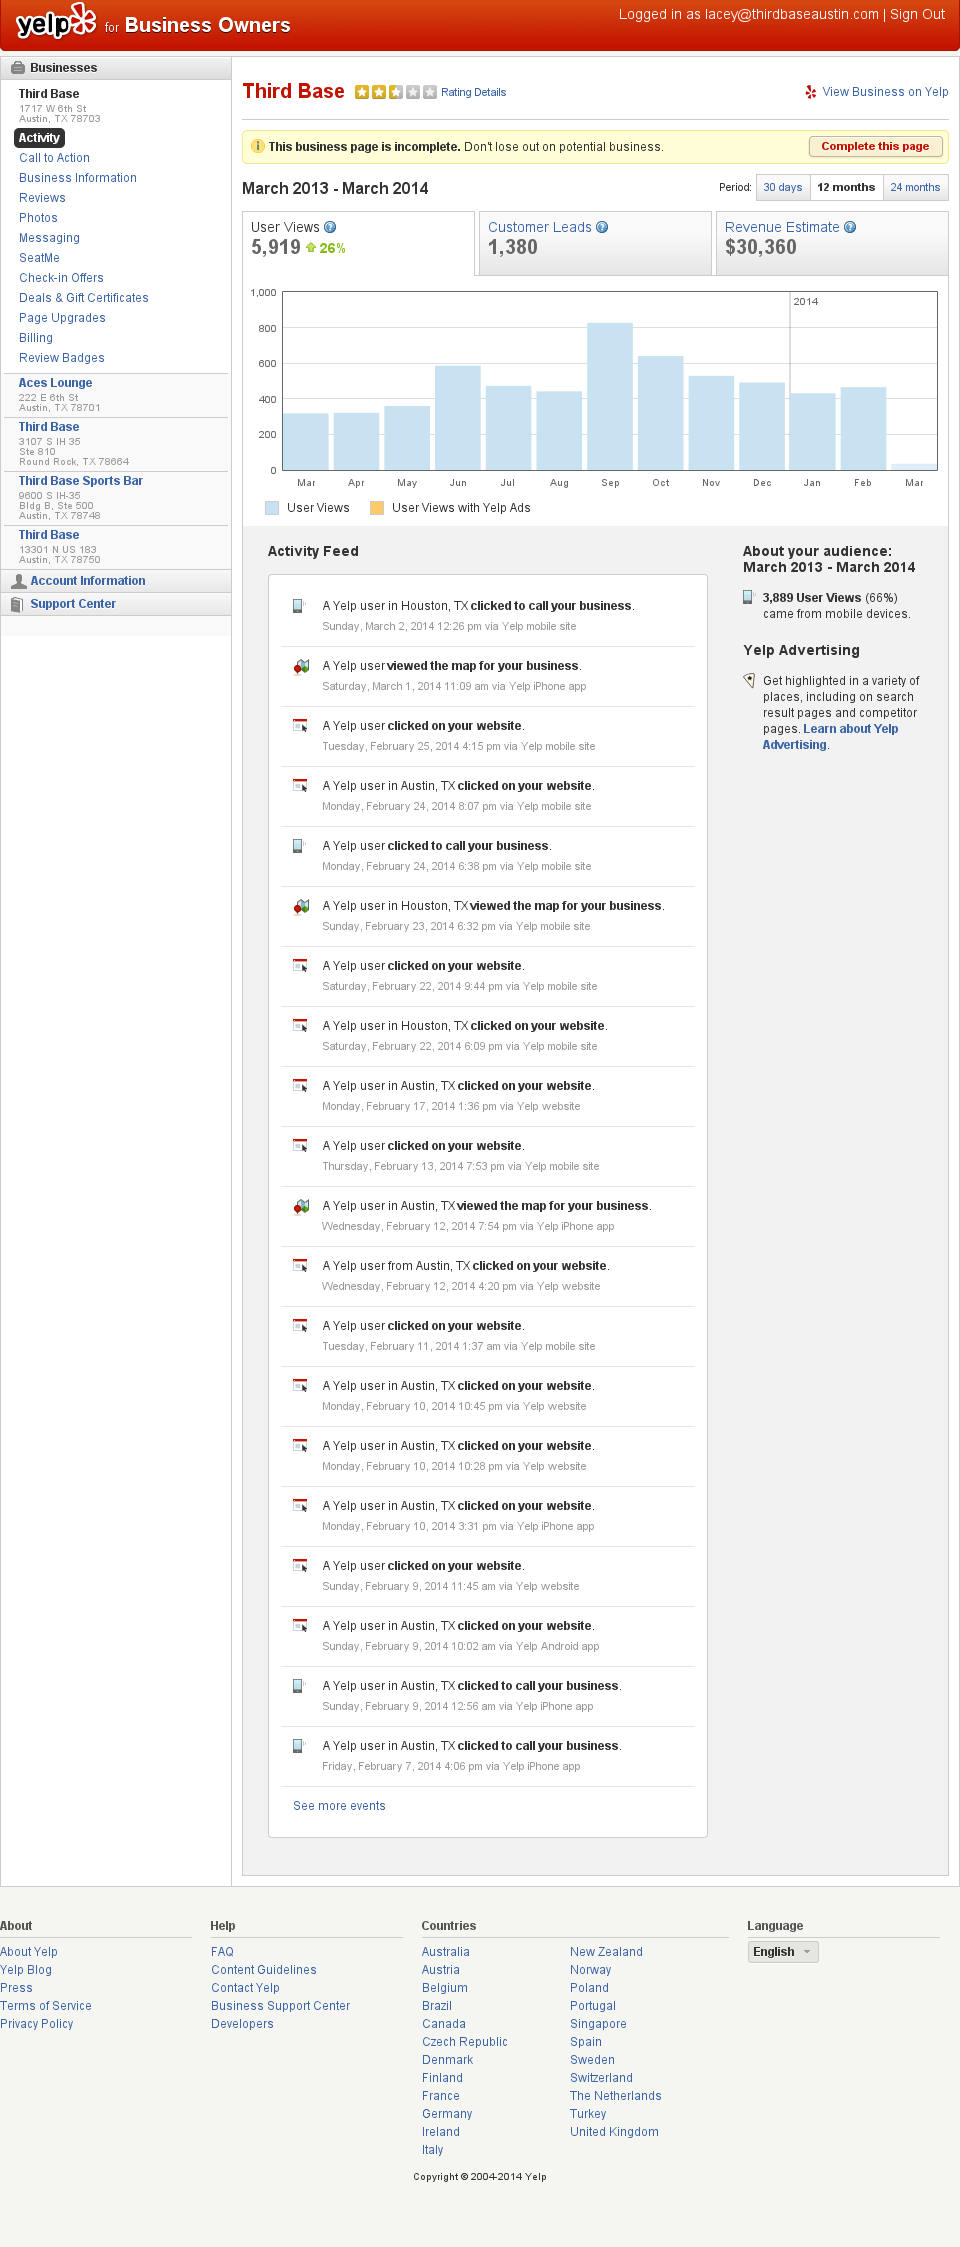 yelp for Business Owners
Logged in as lacey@thirdbaseaustin.com | Sign Out
Businesses
Third Base
1717 W 6th St
Austin, TX 78703
Activity
Call to Action
Business Information
Reviews
Photos
Messaging
SeatMe
Check-in Offers
Deals & Gift Certificates
Page Upgrades
Billing
Review Badges
Aces Lounge
222 E 6th St
Austin, TX 78701
Third Base
3107 S IH 35
Ste 810
Round Rock, TX 78664
Third Base Sports Bar
9600 S IH-35
Bldg B, Ste 500
Austin, TX 78748
Third Base
13301 N US 183
Austin, TX 78750
Account Information
Support Center
Third Base Rating Details
View Business on Yelp
This business page is incomplete. Don't lose out on potential business.
Complete this page
March 2013 - March 2014
Period: 30 days 12 months 24 months
User Views ?
5,919 26%
Customer Leads ?
1,380
Revenue Estimate ?
$30,360
1,000
800
600
400
200
0
2014
Mar Apr May Jun Jul Aug Sep Oct Nov Dec Jan Feb Mar
User Views User Views with Yelp Ads
Activity Feed
A Yelp user in Houston, TX clicked to call your business.
Sunday, March 2, 2014 12:26 pm via Yelp mobile site
A Yelp user viewed the map for your business.
Saturday, March 1, 2014 11:09 am via Yelp iPhone app
A Yelp user clicked on your website.
Tuesday, February 25, 2014 4:15 pm via Yelp mobile site
A Yelp user in Austin, TX clicked on your website.
Monday, February 24, 2014 8:07 pm via Yelp mobile site
A Yelp user clicked to call your business.
Monday, February 24, 2014 6:38 pm via Yelp mobile site
A Yelp user in Houston, TX viewed the map for your business.
Sunday, February 23, 2014 6:32 pm via Yelp mobile site
A Yelp user clicked on your website.
Saturday, February 22, 2014 9:44 pm via Yelp mobile site
A Yelp user in Houston, TX clicked on your website.
Saturday, February 22, 2014 6:09 pm via Yelp mobile site
A Yelp user in Austin, TX clicked on your website.
Monday, February 17, 2014 1:36 pm via Yelp website
A Yelp user clicked on your website.
Thursday, February 13, 2014 7:53 pm via Yelp mobile site
A Yelp user in Austin, TX viewed the map for your business.
Wednesday, February 12, 2014 7:54 pm via Yelp iPhone app
A Yelp user from Austin, TX clicked on your website.
Wednesday, February 12, 2014 4:20 pm via Yelp website
A Yelp user clicked on your website.
Tuesday, February 11, 2014 1:37 am via Yelp mobile site
A Yelp user in Austin, TX clicked on your website.
Monday, February 10, 2014 10:45 pm via Yelp website
A Yelp user in Austin, TX clicked on your website.
Monday, February 10, 2014 10:28 pm via Yelp website
A Yelp user in Austin, TX clicked on your website.
Monday, February 10, 2014 3:31 pm via Yelp iPhone app
A Yelp user clicked on your website.
Sunday, February 9, 2014 11:45 am via Yelp website
A Yelp user in Austin, TX clicked on your website.
Sunday, February 9, 2014 10:02 am via Yelp Android app
A Yelp user in Austin, TX clicked to call your business.
Sunday, February 9, 2014 12:56 am via Yelp iPhone app
A Yelp user in Austin, TX clicked to call your business.
Friday, February 7, 2014 4:06 pm via Yelp iPhone app
See more events
About your audience:
March 2013 - March 2014
3,889 User Views (66%)
came from mobile devices.
Yelp Advertising
Get highlighted in a variety of
places, including on search
result pages and competitor
pages. Learn about Yelp
Advertising.
About
About Yelp
Yelp Blog
Press
Terms of Service
Privacy Policy
Help
FAQ
Content Guidelines
Contact Yelp
Business Support Center
Developers
Countries
Australia
Austria
Belgium
Brazil
Canada
Czech Republic
Denmark
Finland
France
Germany
Ireland
Italy
New Zealand
Norway
Poland
Portugal
Singapore
Spain
Sweden
Switzerland
The Netherlands
Turkey
United Kingdom
Language
English
Copyright © 2004-2014 Yelp